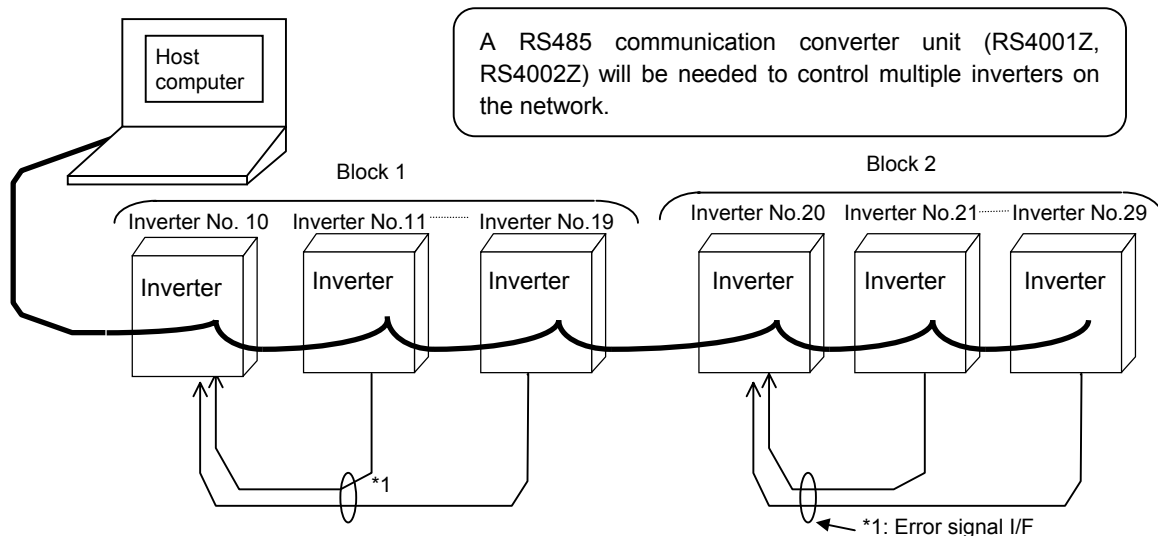 Host
computer
A RS485 communication converter unit (RS4001Z,
RS4002Z) will be needed to control multiple inverters on
the network.
Block 1
Block 2
Inverter No. 10 Inverter No.11 Inverter No.19
Inverter No.20 Inverter No.21 Inverter No.29
Inverter Inverter Inverter
Inverter Inverter Inverter
*1
*1: Error signal I/F